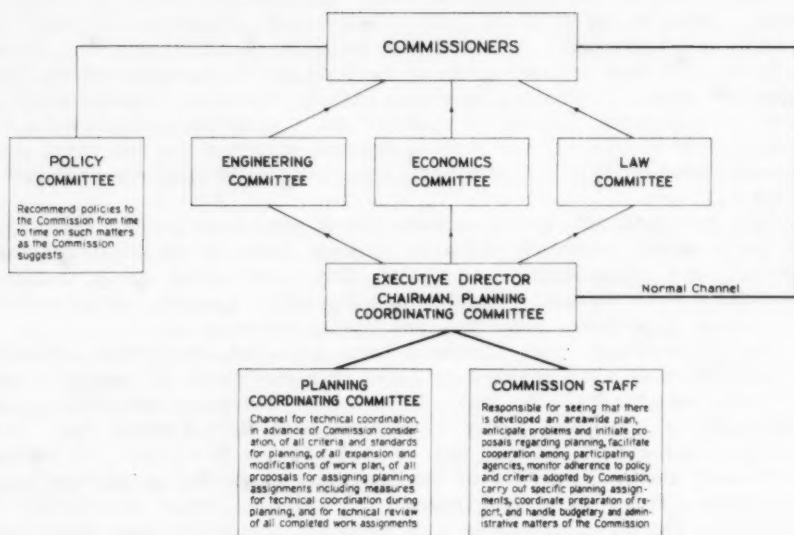 COMMISSIONERS
POLICY
COMMITTEE
Recommend policies to
the Commission from time
to time on such matters
as the Commission
suggests
ENGINEERING
COMMITTEE
ECONOMICS
COMMITTEE
LAW
COMMITTEE
EXECUTIVE DIRECTOR
CHAIRMAN, PLANNING
COORDINATING COMMITTEE
Normal Channel
PLANNING
COORDINATING COMMITTEE
Channel for technical coordination,
in advance of Commission consider-
ation, of all criteria and standards
for planning, of all expansion and
modifications of work plan, of all
proposals for assigning planning
assignments including measures
for technical coordination during
planning, and for technical review
of all completed work assignments
COMMISSION STAFF
Responsible for seeing that there
is developed an areawide plan,
anticipate problems and initiate pro-
posals regarding planning, facilitate
cooperation among participating
agencies, monitor adherence to policy
and criteria adopted by Commission,
carry out specific planning assign-
ments, coordinate preparation of re-
port, and handle budgetary and admin-
istrative matters of the Commission